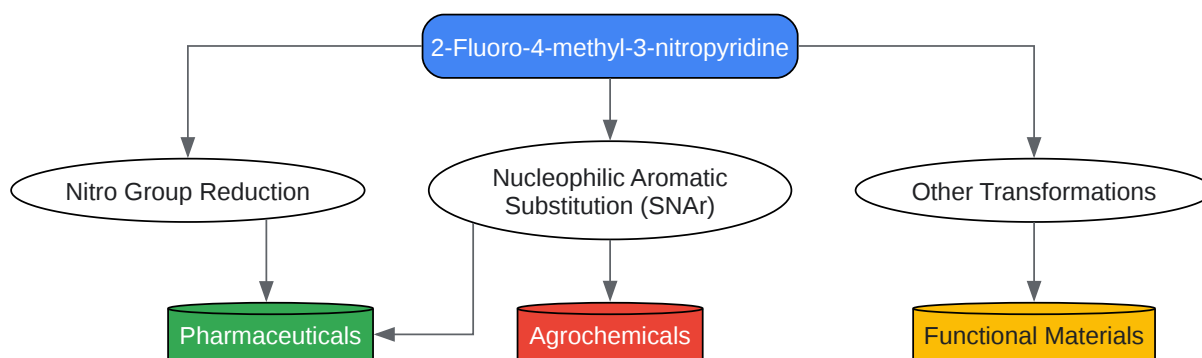 2-Fluoro-4-methyl-3-nitropyridine
Nitro Group Reduction
Nucleophilic Aromatic
Substitution (SNAr)
Other Transformations
Pharmaceuticals
Agrochemicals
Functional Materials